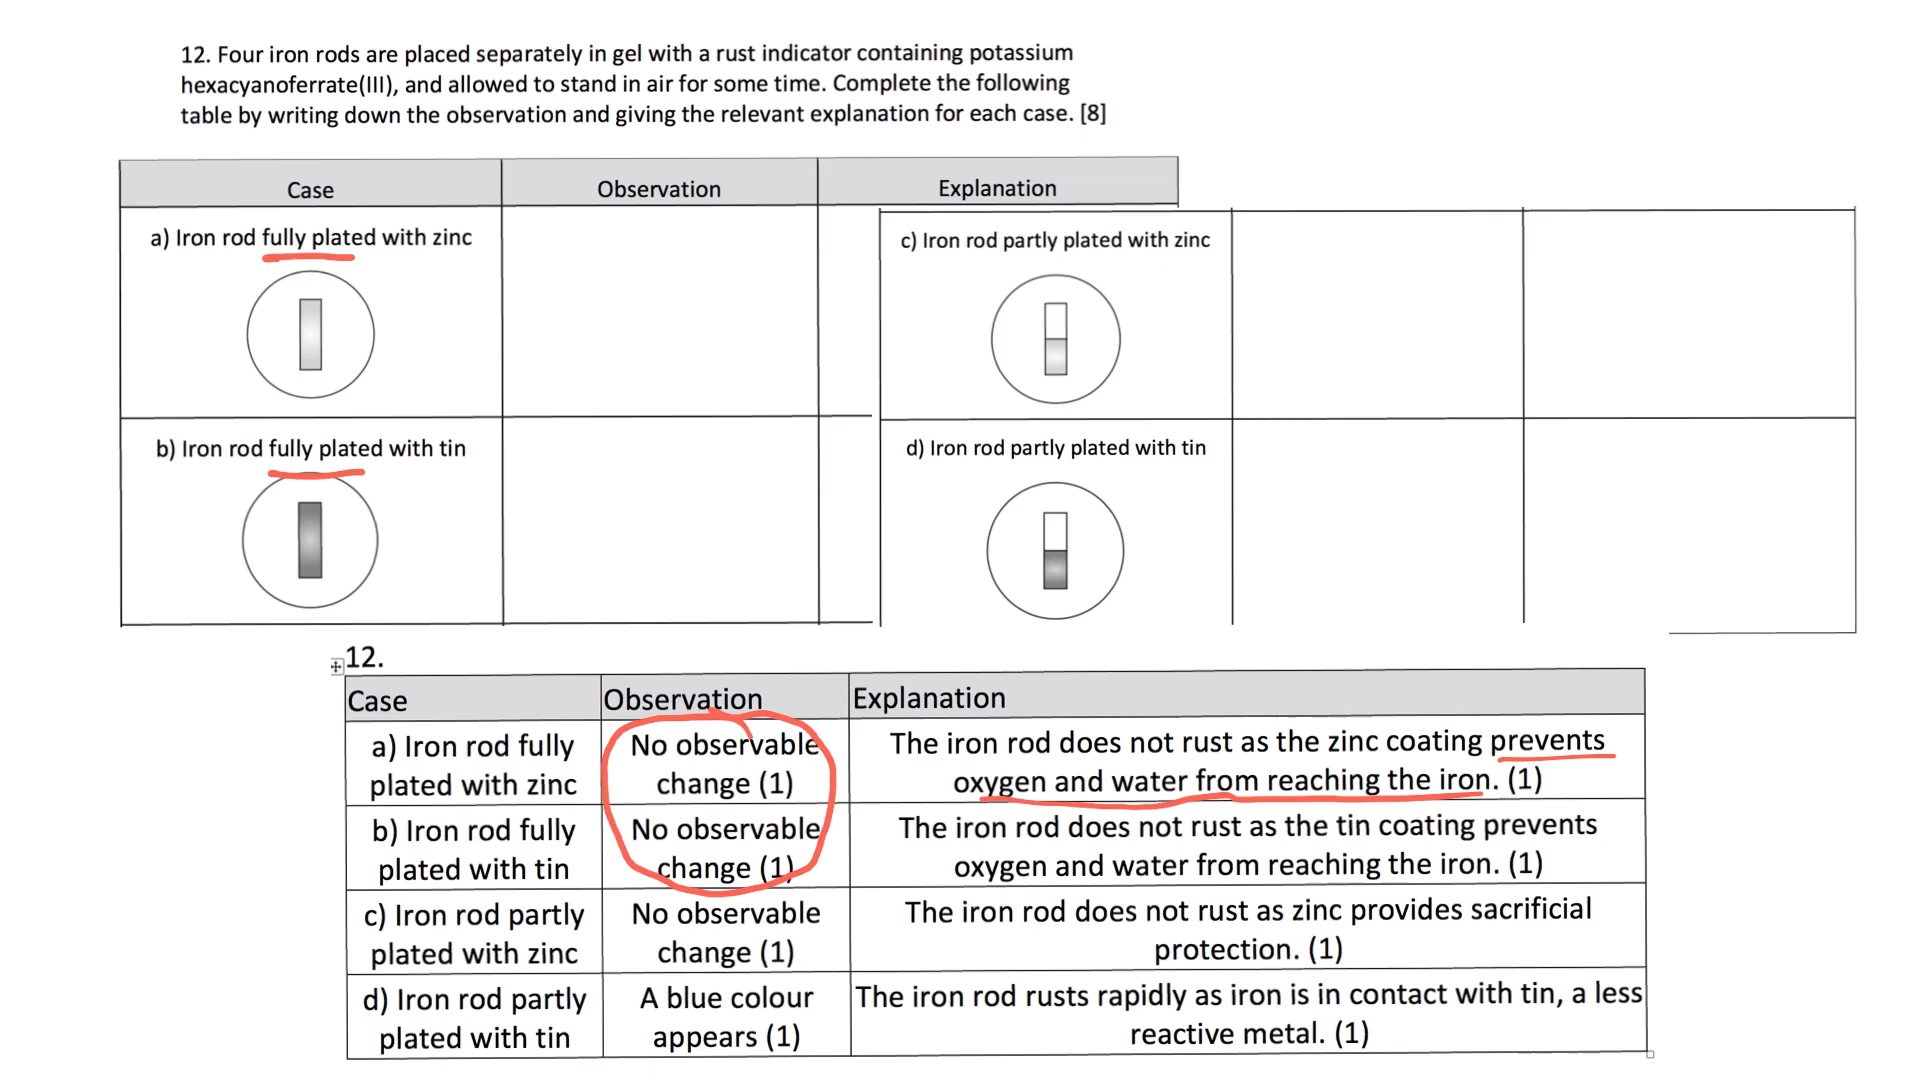 12. Four iron rods are placed separately in gel with a rust indicator containing potassium
hexacyanoferrate(III), and allowed to stand in air for some time. Complete the following
table by writing down the observation and giving the relevant explanation for each case. [8]
Case
Observation
Explanation
a) Iron rod fully plated with zinc
c) Iron rod partly plated with zinc
b) Iron rod fully plated with tin
d) Iron rod partly plated with tin
12.
Case
Observation
Explanation
a) Iron rod fully
plated with zinc
No observable
change (1)
The iron rod does not rust as the zinc coating prevents
oxygen and water from reaching the iron. (1)
b) Iron rod fully
plated with tin
No observable
change (1)
The iron rod does not rust as the tin coating prevents
oxygen and water from reaching the iron. (1)
c) Iron rod partly
plated with zinc
No observable
change (1)
The iron rod does not rust as zinc provides sacrificial
protection. (1)
d) Iron rod partly
plated with tin
A blue colour
appears (1)
The iron rod rusts rapidly as iron is in contact with tin, a less
reactive metal. (1)